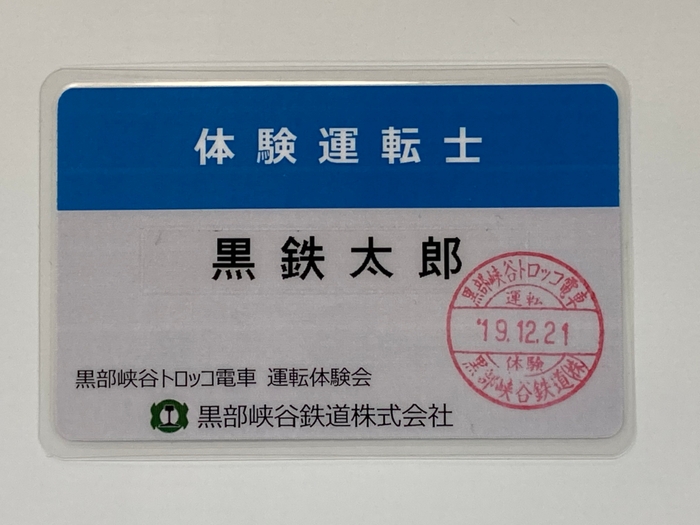 体験運転士
黒鉄太郎
黒部峡谷トロッコ電車
運転
'19.12.21
体験
黒部峡谷鉄道㈱
黒部峡谷トロッコ電車 運転体験会
黒部峡谷鉄道株式会社